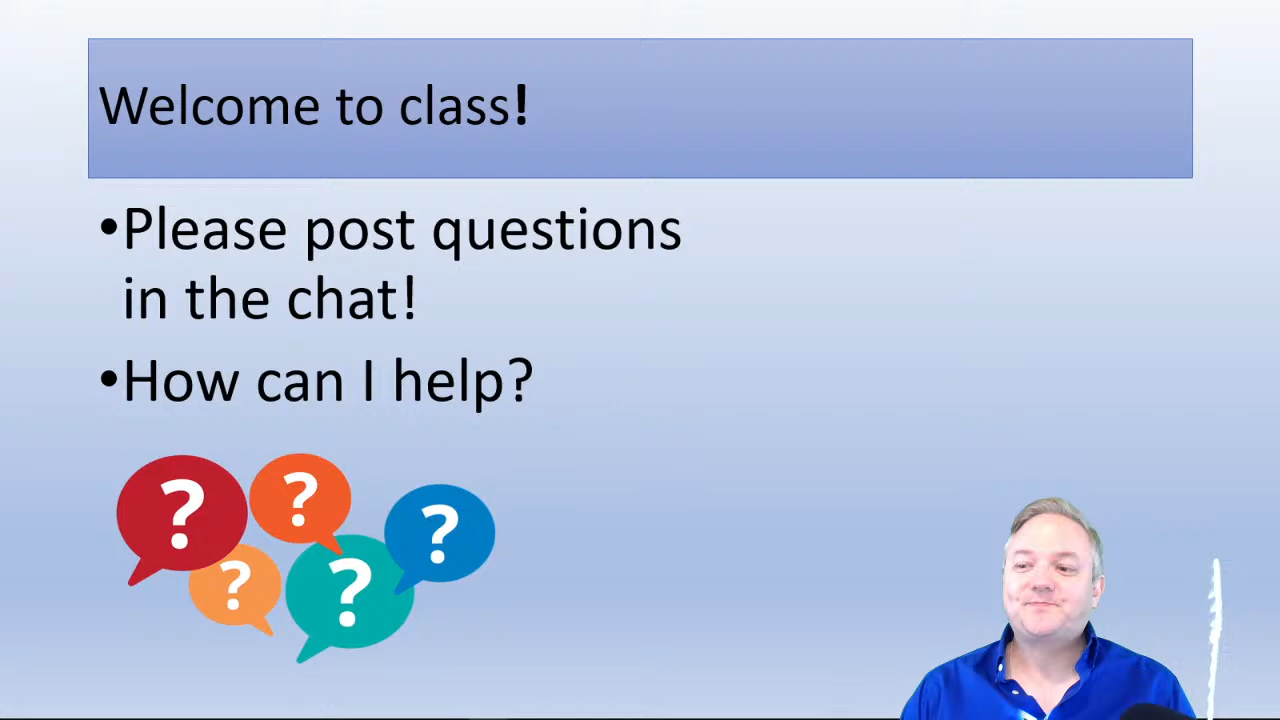 Welcome to class!
•Please post questions
in the chat!
•How can I help?
?
?
?
?
?